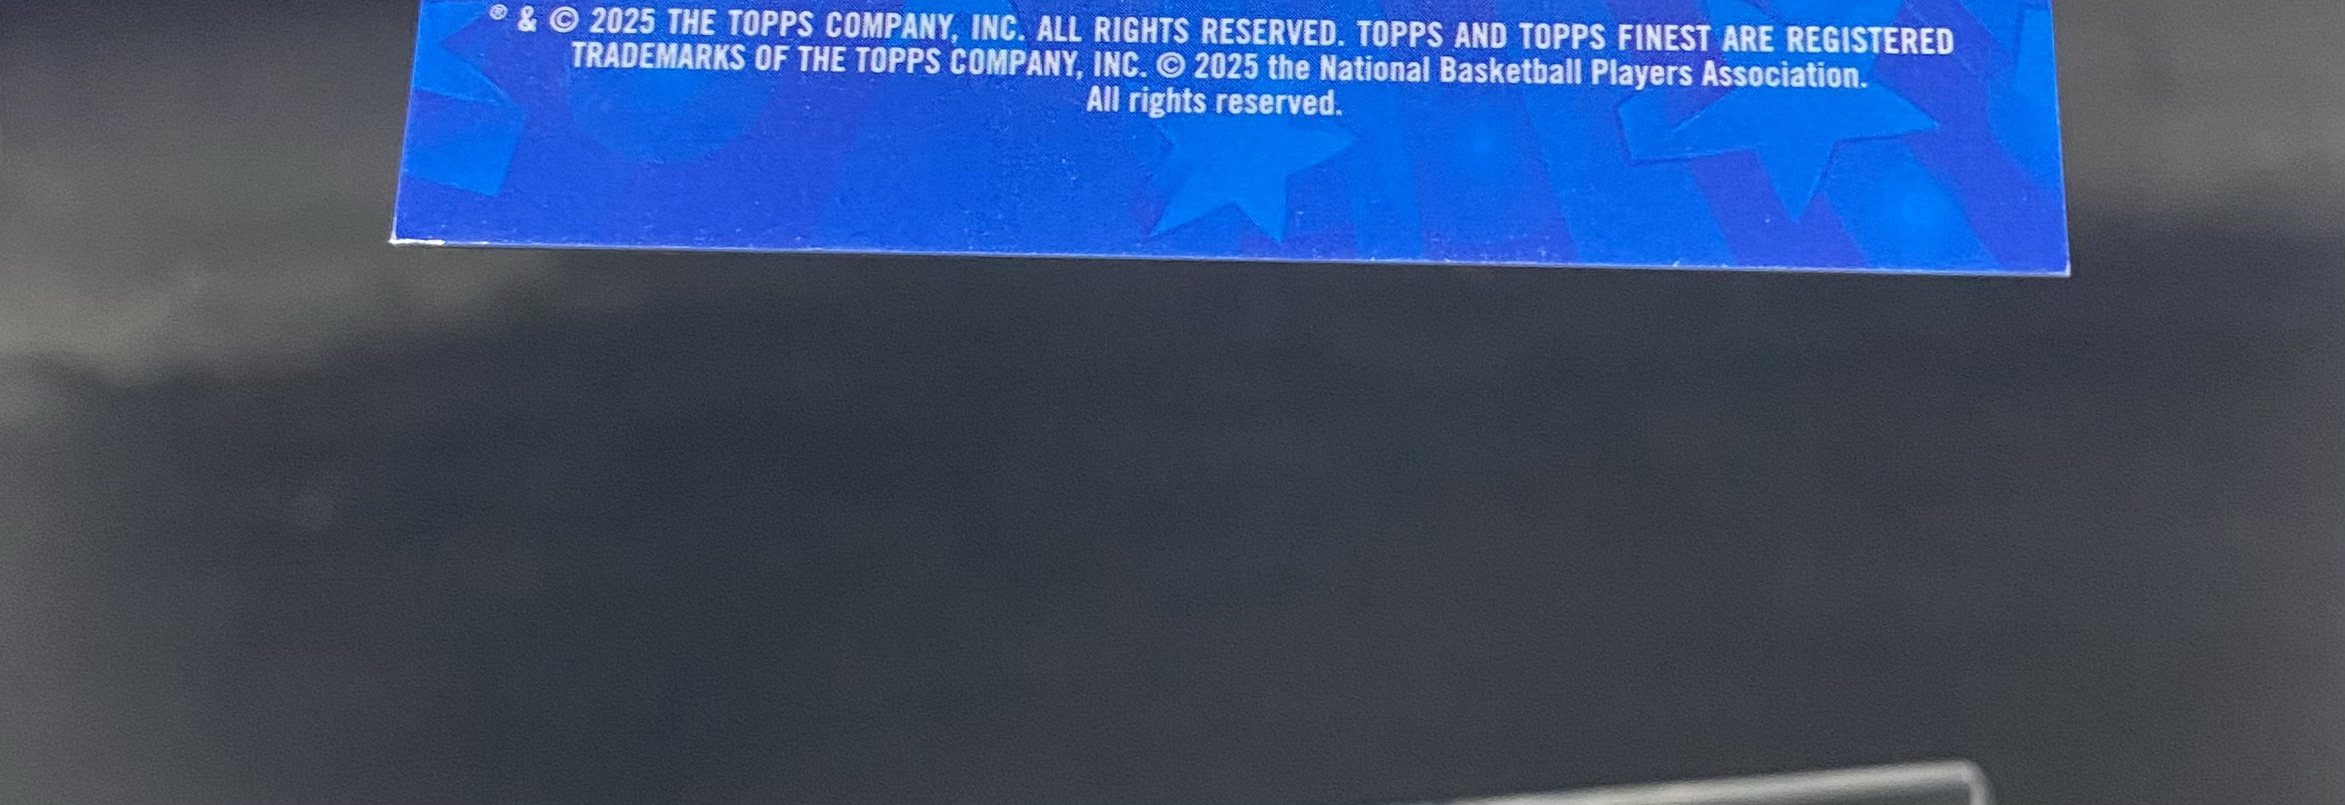 ® & © 2025 THE TOPPS COMPANY, INC. ALL RIGHTS RESERVED. TOPPS AND TOPPS FINEST ARE REGISTERED
TRADEMARKS OF THE TOPPS COMPANY, INC. © 2025 the National Basketball Players Association.
All rights reserved.